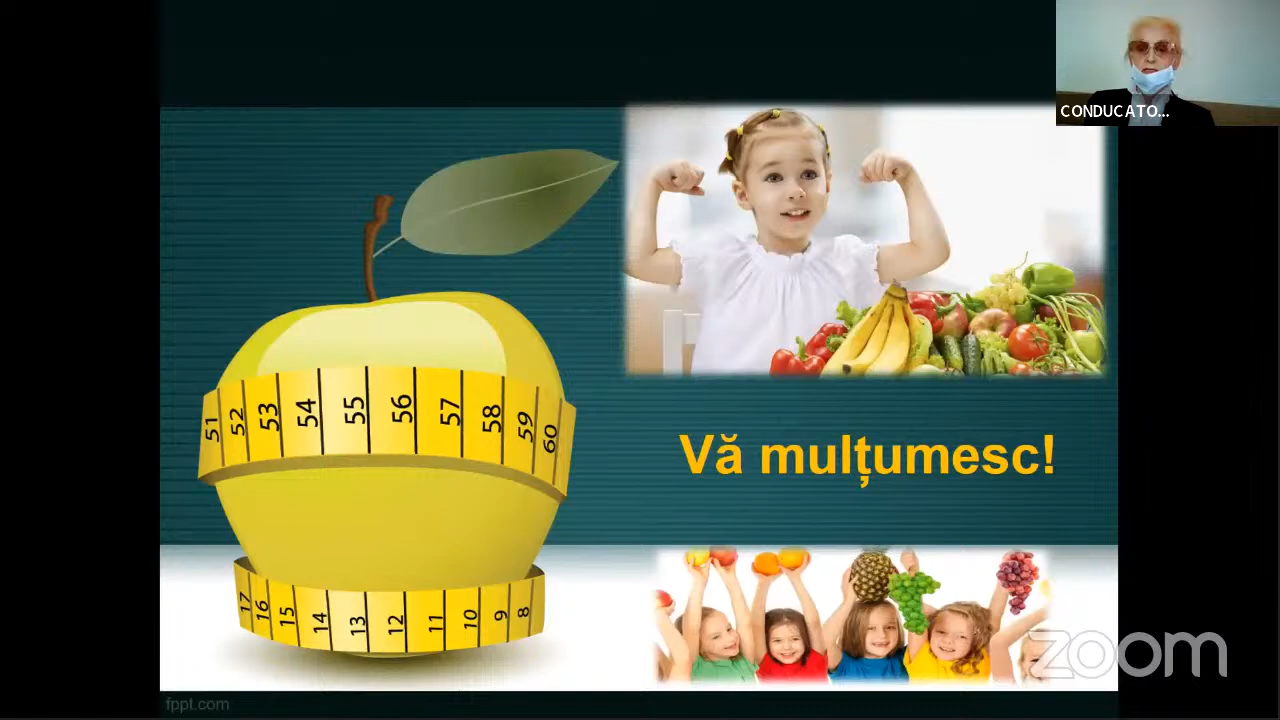 CONDUCATO...
51 52 53 54 55 56 57 58 59 60
Vă mulțumesc!
17 16 15 14 13 12 11 10 9 8
zoom
fppt.com